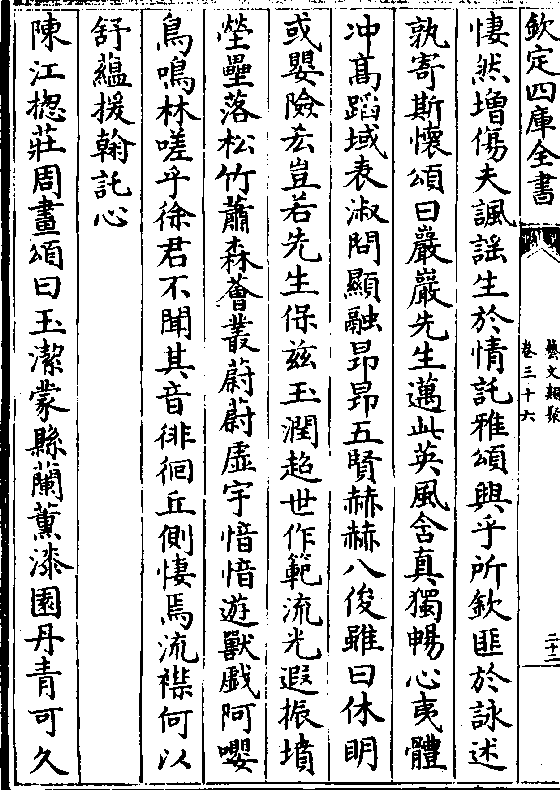 欽定四庫全書
藝文類聚
卷三十六
二十二
悽然增傷夫諷謡生於情託雅頌興乎所欽匪於詠述
孰寄斯懷頌曰巖巖先生邁此英風含真獨暢心夷體
冲髙蹈域表淑問顯融昂昂五賢赫赫八俊雖曰休明
或嬰險吝豈若先生保兹玉潤超世作範流光遐振墳
塋壘落松竹蕭森薈叢蔚蔚虚宇愔愔遊獸戲阿嚶
鳥鳴林嗟乎徐君不聞其音徘徊丘側悽焉流襟何以
舒藴援翰託心
陳江揔莊周畫頌曰玉潔蒙縣蘭薰漆園丹青可久